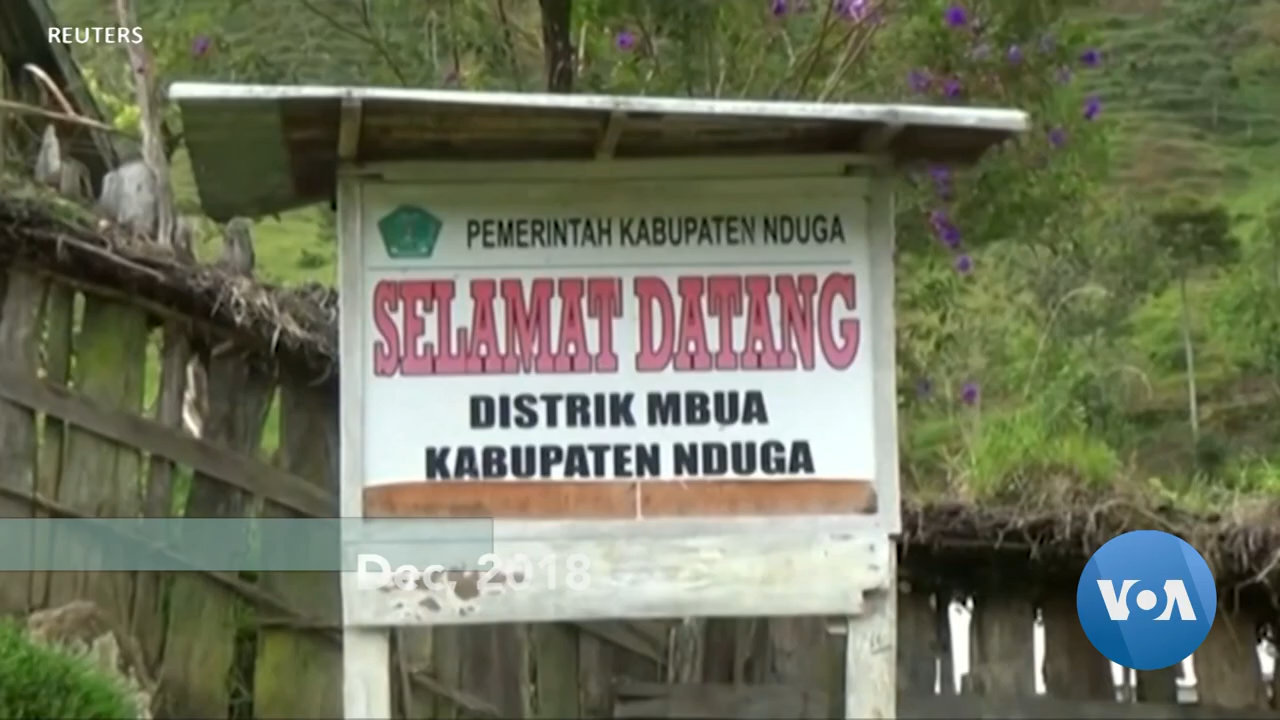 REUTERS
PEMERINTAH KABUPATEN NDUGA
SELAMAT DATANG
DISTRIK MBUA
KABUPATEN NDUGA
Dec, 2018
VOA